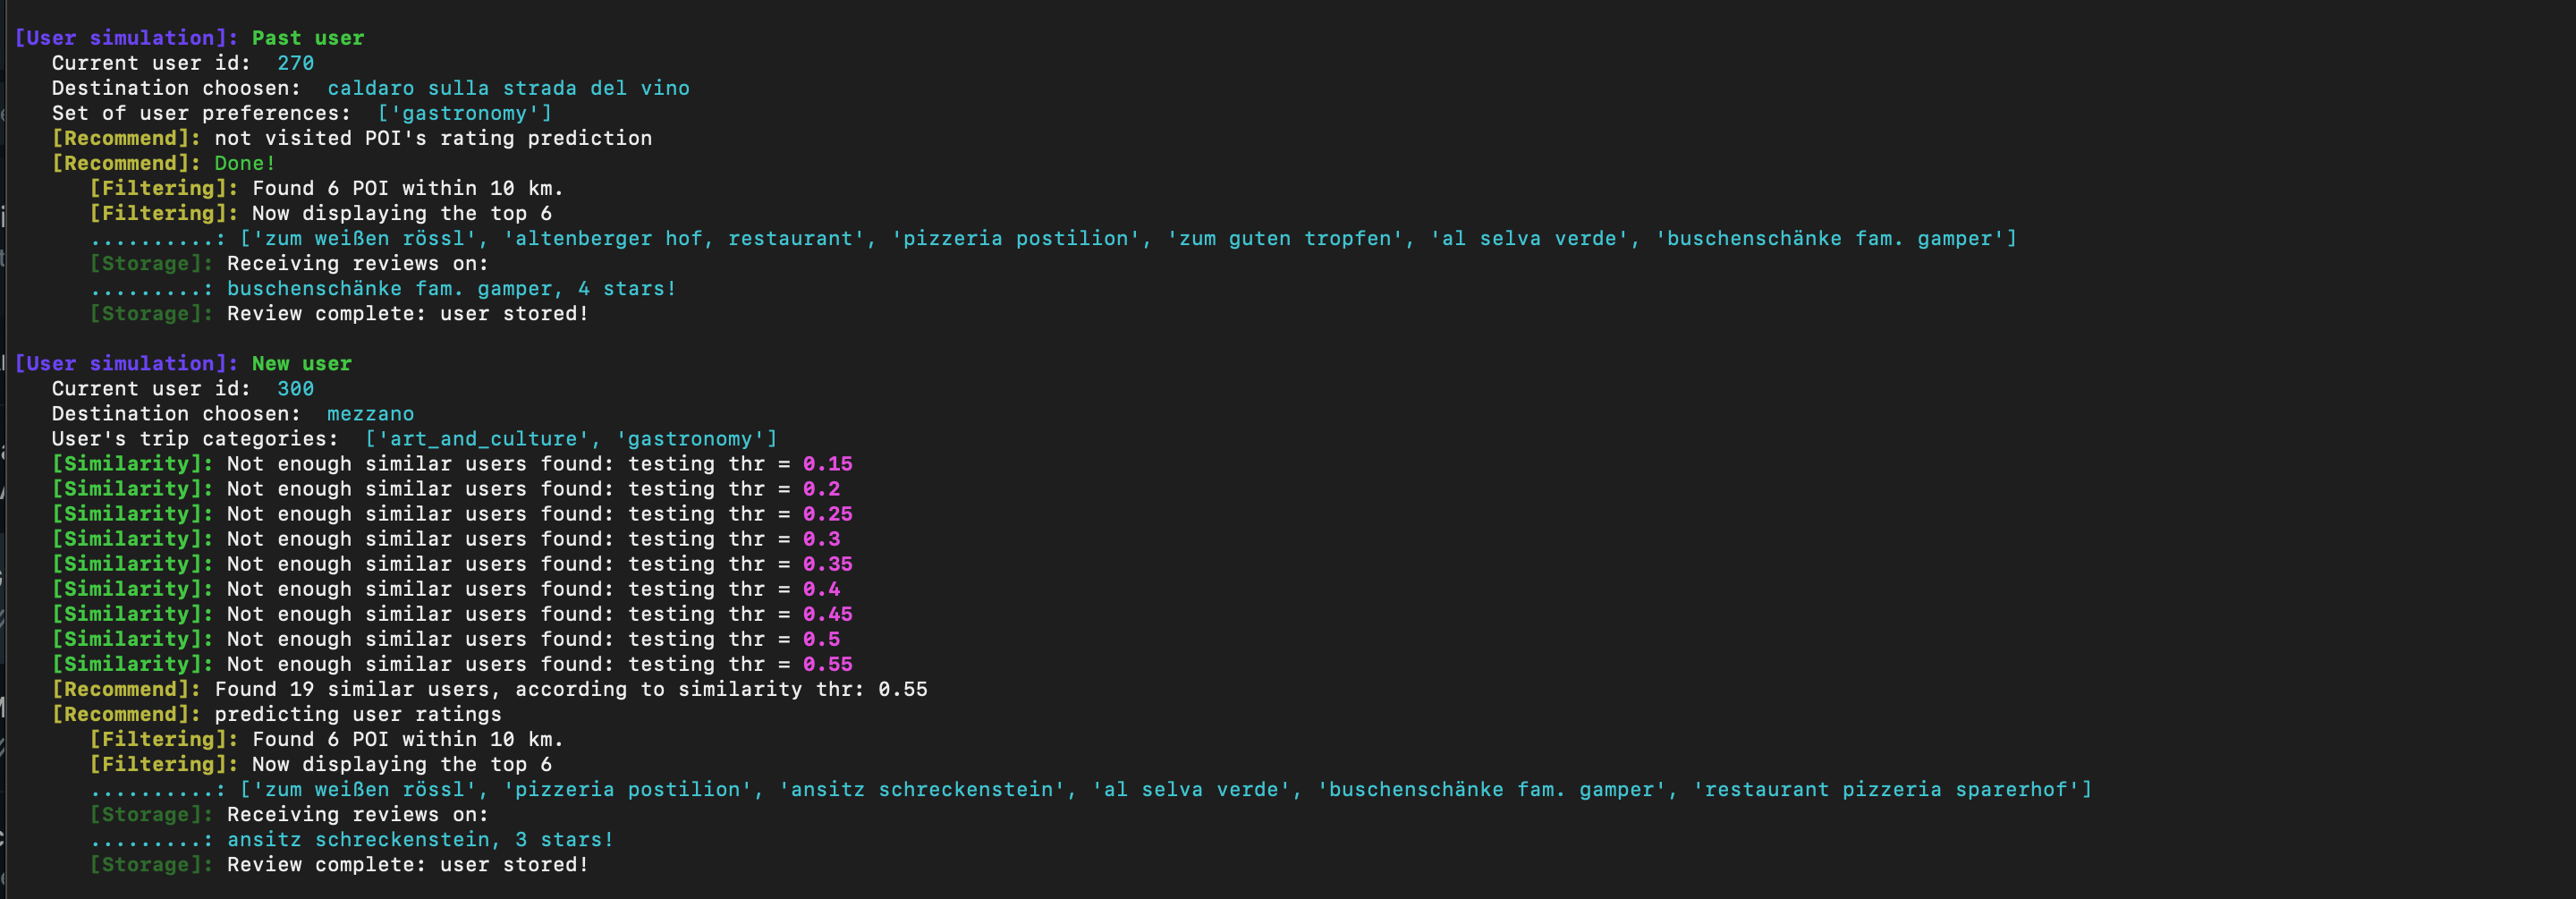 [User simulation]: Past user
Current user id:  270
Destination choosen:  caldaro sulla strada del vino
Set of user preferences:  ['gastronomy']
[Recommend]: not visited POI's rating prediction
[Recommend]: Done!
[Filtering]: Found 6 POI within 10 km.
[Filtering]: Now displaying the top 6
..........: ['zum weißen rössl', 'altenberger hof, restaurant', 'pizzeria postilion', 'zum guten tropfen', 'al selva verde', 'buschenschänke fam. gamper']
[Storage]: Receiving reviews on:
.........: buschenschänke fam. gamper, 4 stars!
[Storage]: Review complete: user stored!
[User simulation]: New user
Current user id:  300
Destination choosen:  mezzano
User's trip categories:  ['art_and_culture', 'gastronomy']
[Similarity]: Not enough similar users found: testing thr = 0.15
[Similarity]: Not enough similar users found: testing thr = 0.2
[Similarity]: Not enough similar users found: testing thr = 0.25
[Similarity]: Not enough similar users found: testing thr = 0.3
[Similarity]: Not enough similar users found: testing thr = 0.35
[Similarity]: Not enough similar users found: testing thr = 0.4
[Similarity]: Not enough similar users found: testing thr = 0.45
[Similarity]: Not enough similar users found: testing thr = 0.5
[Similarity]: Not enough similar users found: testing thr = 0.55
[Recommend]: Found 19 similar users, according to similarity thr: 0.55
[Recommend]: predicting user ratings
[Filtering]: Found 6 POI within 10 km.
[Filtering]: Now displaying the top 6
..........: ['zum weißen rössl', 'pizzeria postilion', 'ansitz schreckenstein', 'al selva verde', 'buschenschänke fam. gamper', 'restaurant pizzeria sparerhof']
[Storage]: Receiving reviews on:
.........: ansitz schreckenstein, 3 stars!
[Storage]: Review complete: user stored!